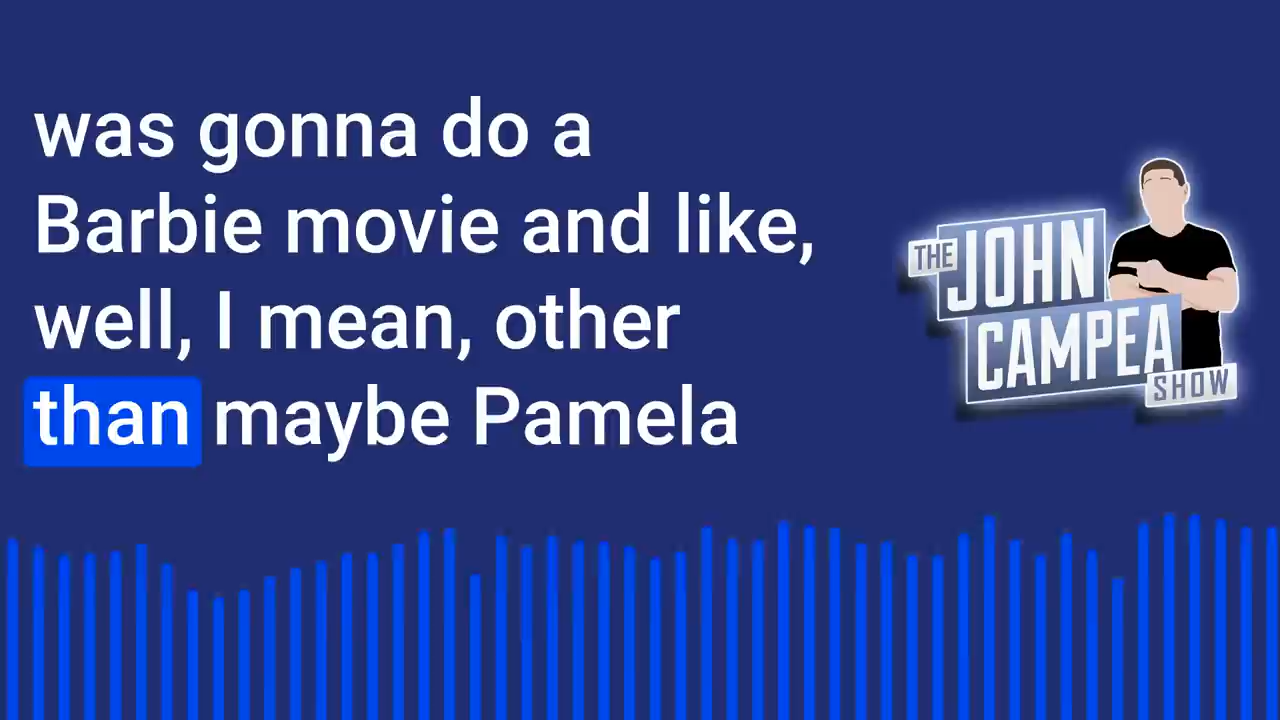 was gonna do a
Barbie movie and like,
well, I mean, other
than maybe Pamela
THE
JOHN
CAMPEA
SHOW